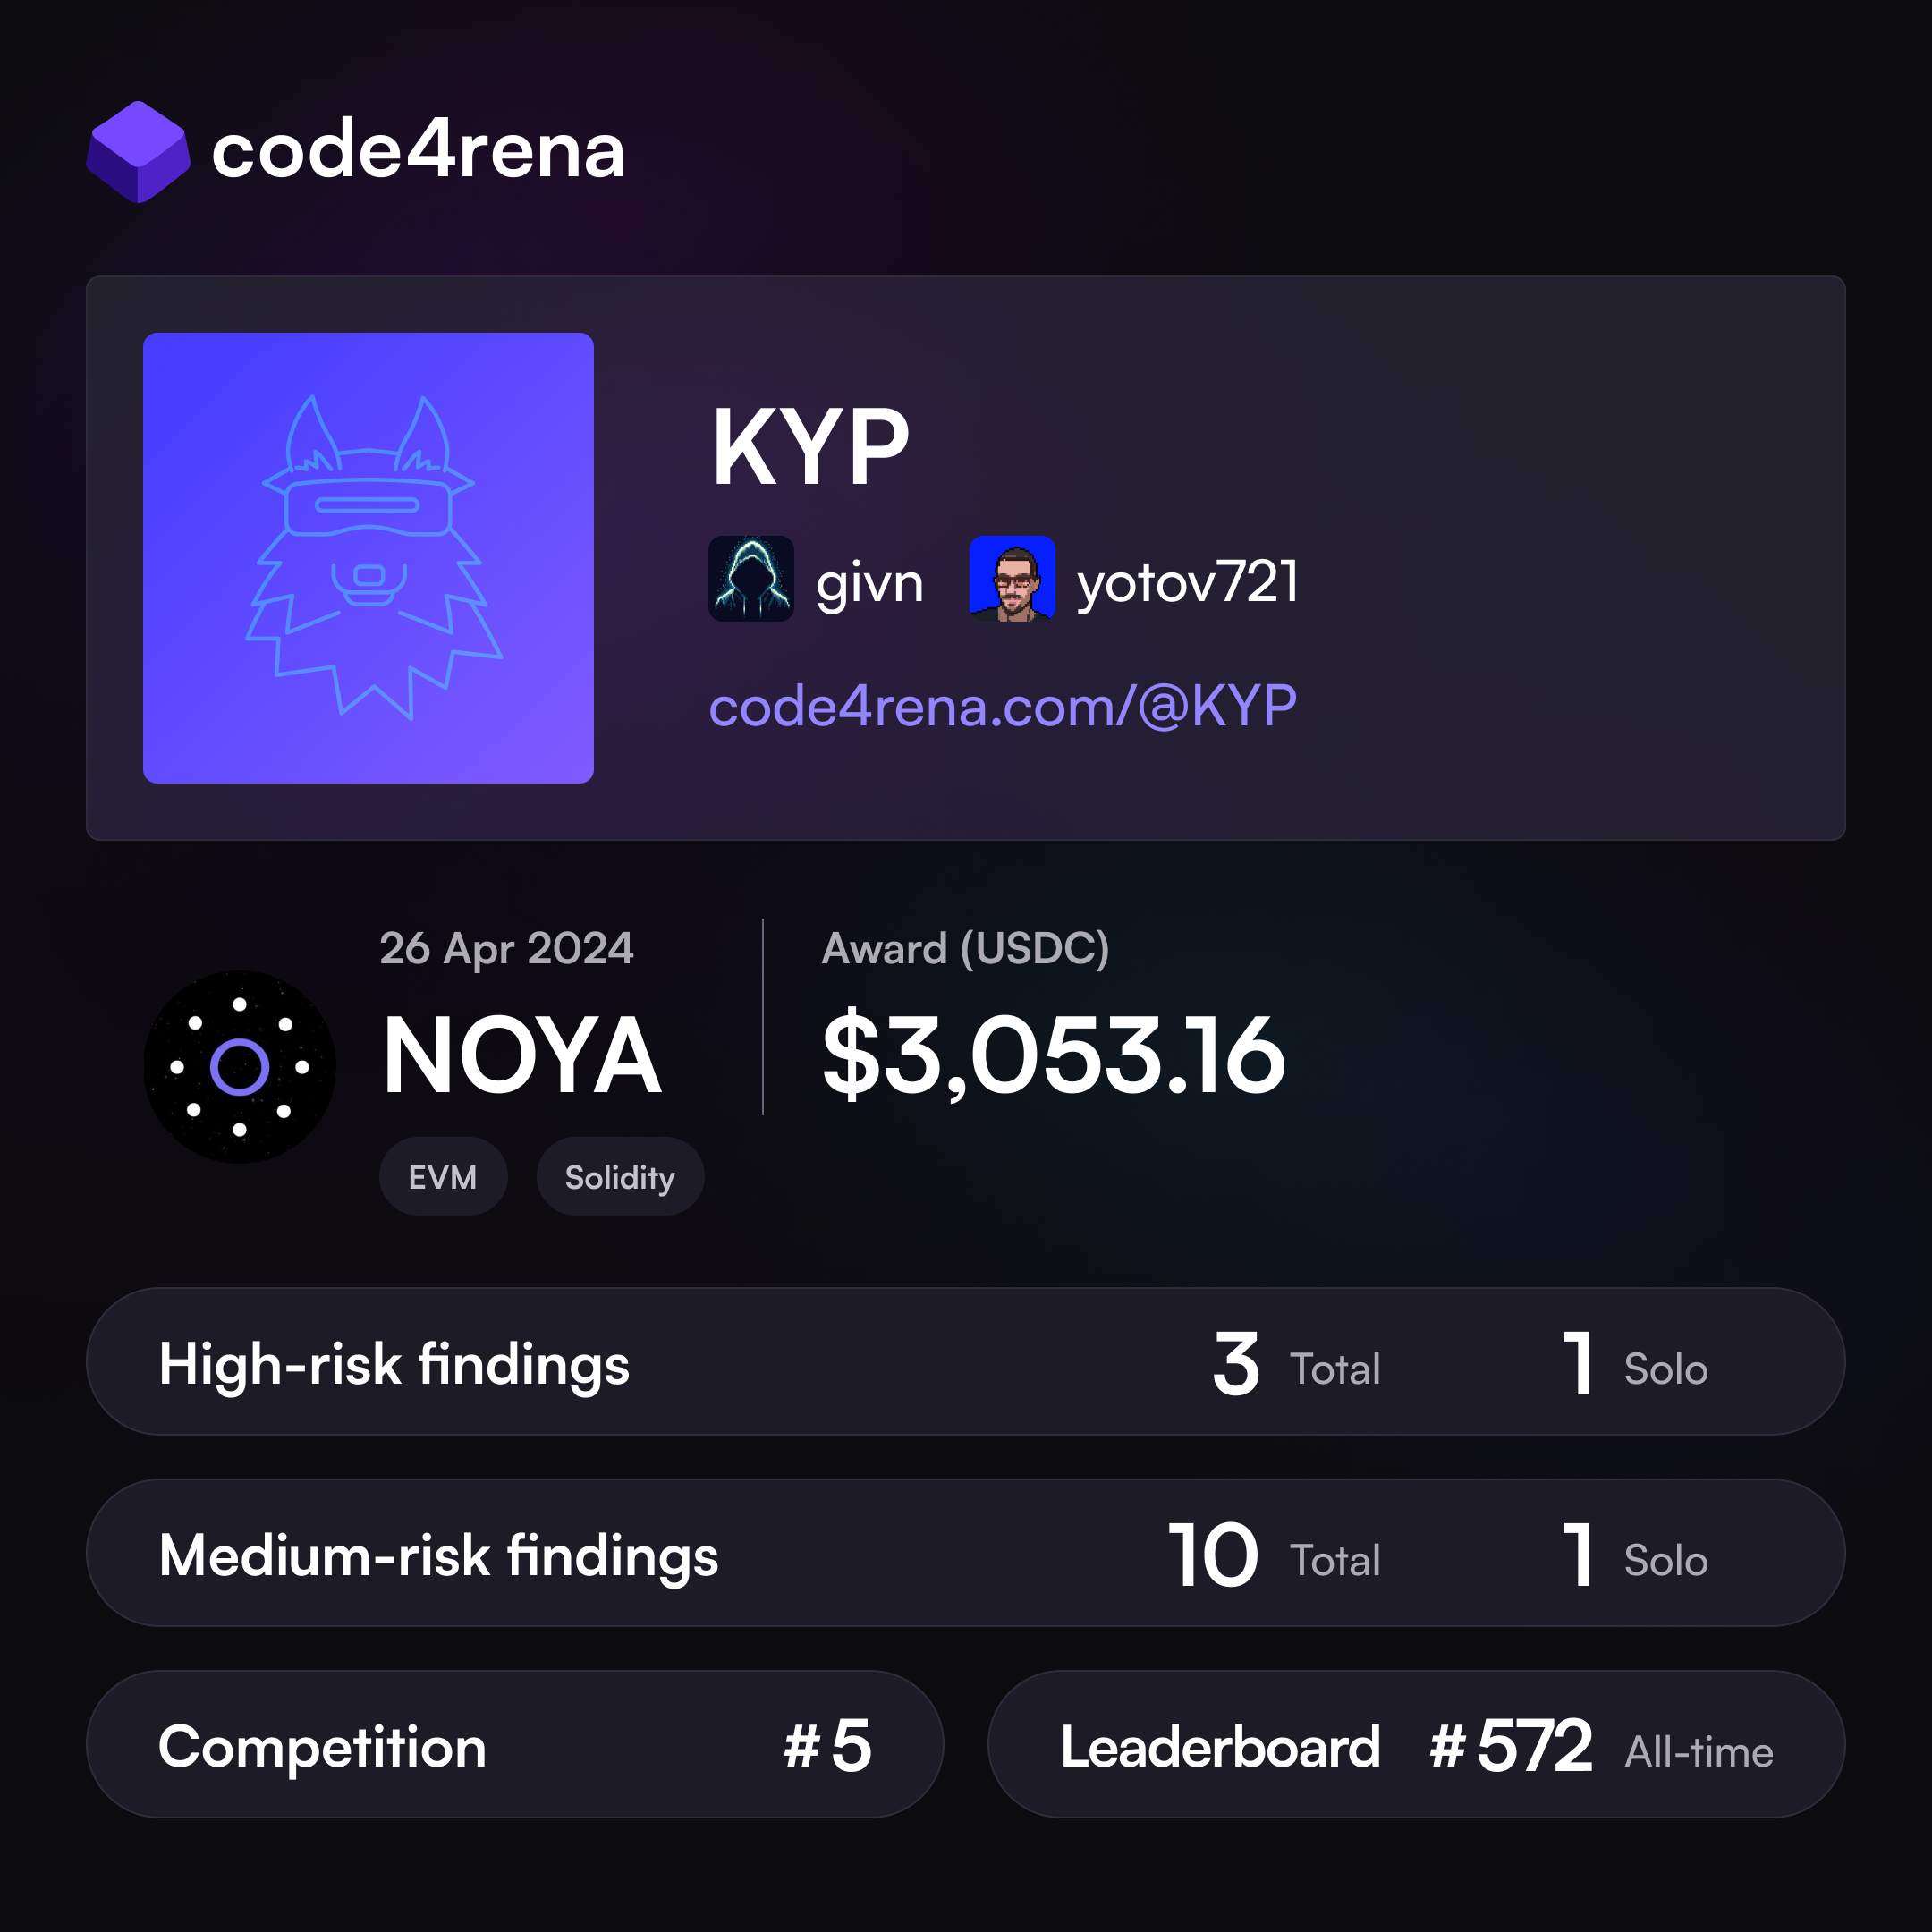 code4rena
KYP
givn yotov721
code4rena.com/@KYP
26 Apr 2024
NOYA
EVM Solidity
Award (USDC)
$3,053.16
High-risk findings 3 Total 1 Solo
Medium-risk findings 10 Total 1 Solo
Competition #5
Leaderboard #572 All-time